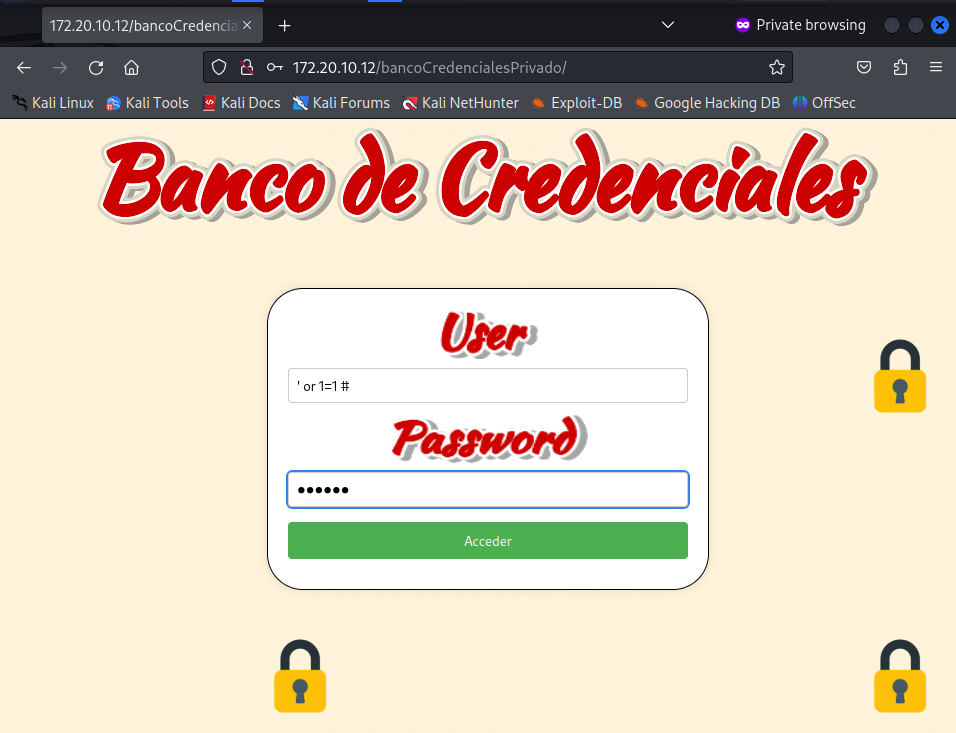 172.20.10.12/bancoCredencia
Private browsing
172.20.10.12/bancoCredencialesPrivado/
Kali Linux Kali Tools Kali Docs Kali Forums Kali NetHunter Exploit-DB Google Hacking DB OffSec
Banco de Credenciales
User
' or 1=1 #
Password
••••••
Acceder